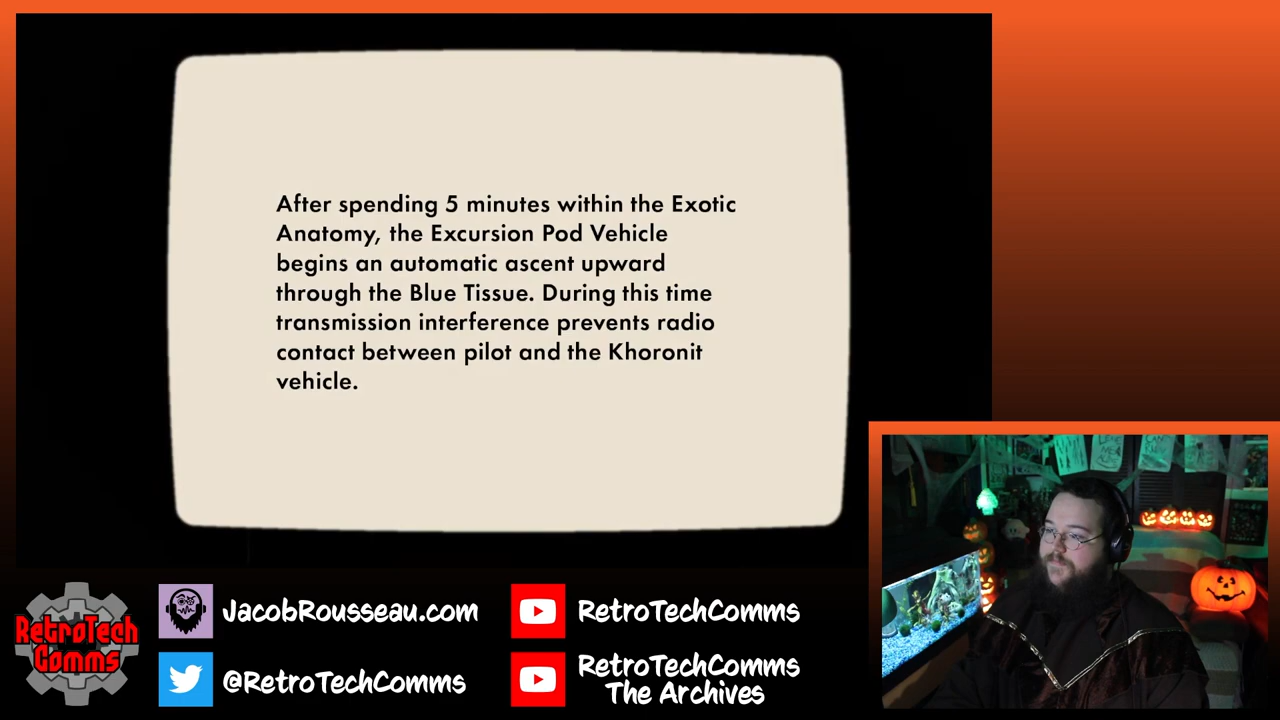 After spending 5 minutes within the Exotic
Anatomy, the Excursion Pod Vehicle
begins an automatic ascent upward
through the Blue Tissue. During this time
transmission interference prevents radio
contact between pilot and the Khoronit
vehicle.
RetroTech
Comms
JacobRousseau.com
@RetroTechComms
RetroTechComms
RetroTechComms
The Archives